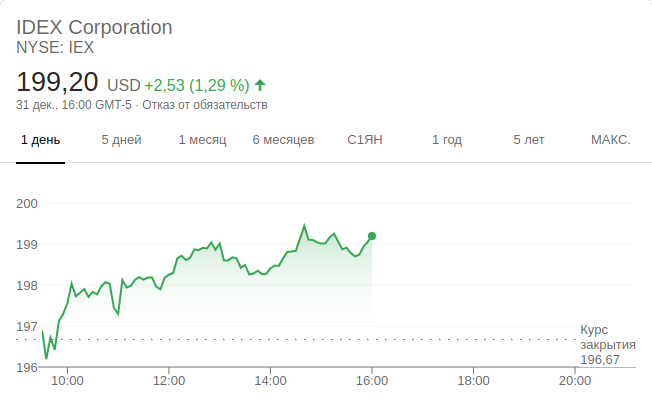 IDEX Corporation
NYSE: IEX
199,20 USD +2,53 (1,29 %)
31 дек., 16:00 GMT-5 · Отказ от обязательств
1 день 5 дней 1 месяц 6 месяцев С1ЯН 1 год 5 лет МАКС.
200
199
198
197
196
Курс
закрытия
196,67
10:00 12:00 14:00 16:00 18:00 20:00